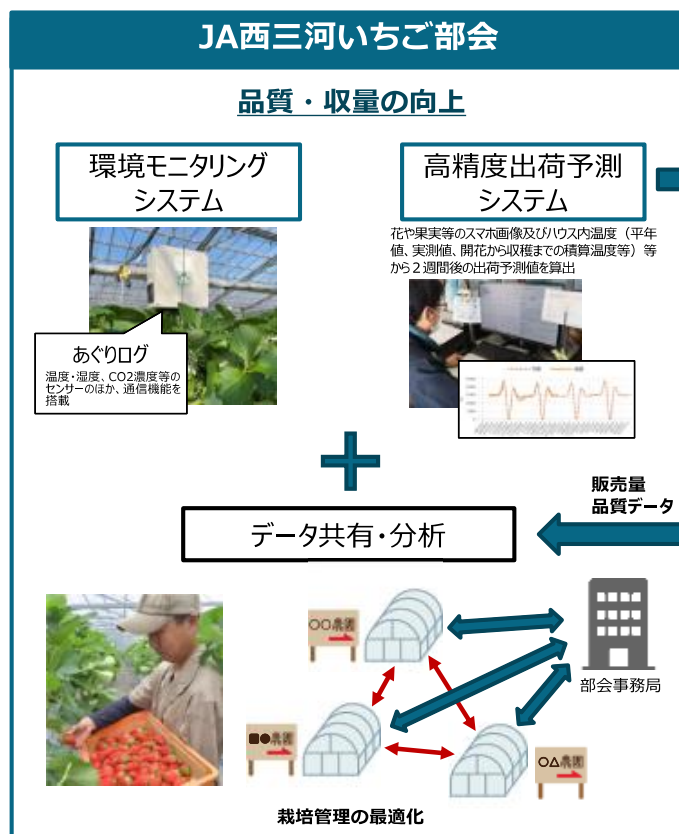 JA西三河いちご部会
品質・収量の向上
環境モニタリング
システム
高精度出荷予測
システム
花や果実等のスマホ画像及びハウス内温度（平年
値、実測値、開花から収穫までの積算温度等）等
から２週間後の出荷予測値を算出
あぐりログ
温度・湿度、CO2濃度等の
センサーのほか、通信機能を
搭載
販売量
品質データ
データ共有・分析
〇〇農園
部会事務局
■●農園
〇△農園
栽培管理の最適化